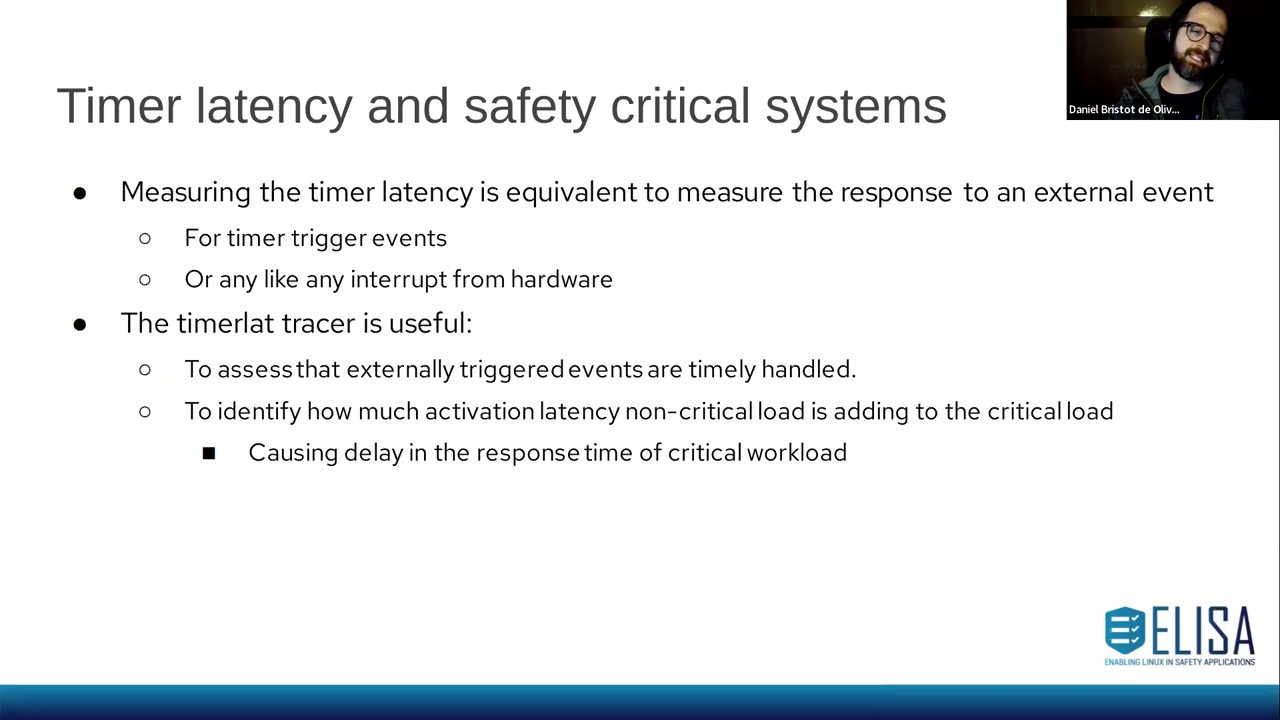 Daniel Bristot de Oliv...
Timer latency and safety critical systems
● Measuring the timer latency is equivalent to measure the response to an external event
○ For timer trigger events
○ Or any like any interrupt from hardware
● The timerlat tracer is useful:
○ To assess that externally triggered events are timely handled.
○ To identify how much activation latency non-critical load is adding to the critical load
■ Causing delay in the response time of critical workload
ELISA
ENABLING LINUX IN SAFETY APPLICATIONS